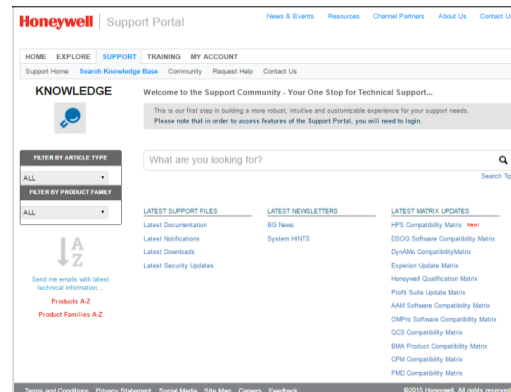 Honeywell | Support Portal
News & Events Resources Channel Partners About Us Contact U
HOME EXPLORE SUPPORT TRAINING MY ACCOUNT
Support Home Search Knowledge Base Community Request Help Contact Us
KNOWLEDGE
Welcome to the Support Community - Your One Stop for Technical Support...
This is our first step in building a more robust, intuitive and customizable experience for your support needs.
Please note that in order to access features of the Support Portal, you will need to login.
FILTER BY ARTICLE TYPE
ALL
FILTER BY PRODUCT FAMILY
ALL
What are you looking for?
Search Tip
A
Z
Send me emails with latest
technical information...
Products A-Z
Product Families A-Z
LATEST SUPPORT FILES
Latest Documentation
Latest Notifications
Latest Downloads
Latest Security Updates
LATEST NEWSLETTERS
BG News
System HINTS
LATEST MATRIX UPDATES
HPS Compatibility Matrix New!
DSOG Software Compatibility Matrix
DynAMo CompatibilityMatrix
Experion Update Matrix
Honeywell Qualification Matrix
Profit Suite Update Matrix
AAM Software Compatibility Matrix
OMPro Software Compatibility Matrix
QCS Compatibility Matrix
BMA Product Compatibility Matrix
CPM Compatibility Matrix
PMD Compatibility Matrix
Terms and Conditions Privacy Statement Social Media Site Map Careers Feedback ©2015 Honeywell. All rights reserved